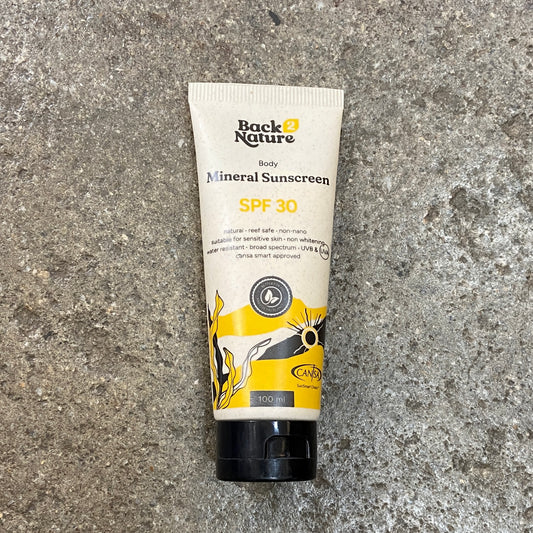 Back 2
Nature
Body
Mineral Sunscreen
SPF 30
natural • reef safe • non-nano
suitable for sensitive skin • non whitening
water resistant • broad spectrum • UVB &
cansa smart approved
CANSA
100 ml